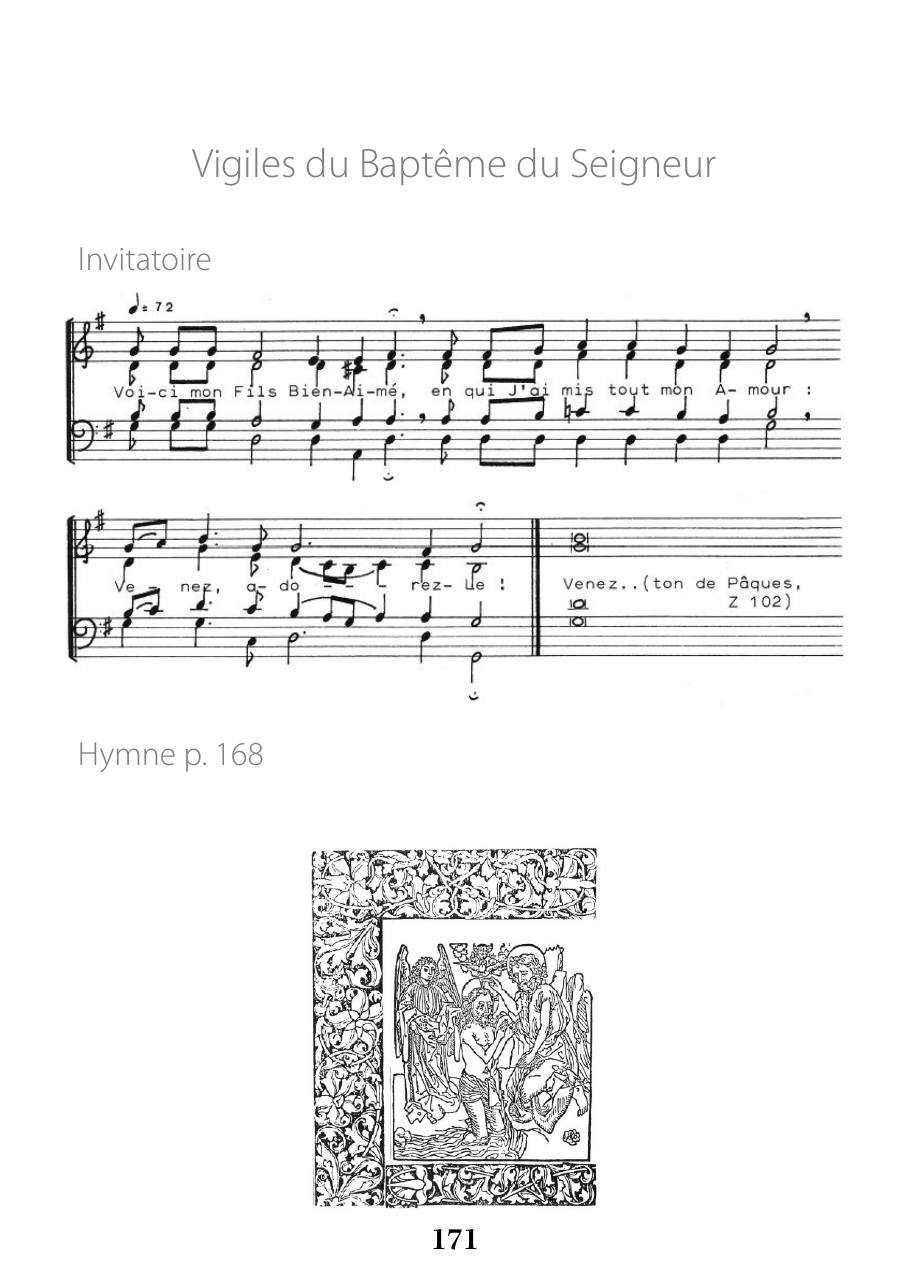 Vigiles du Baptême du Seigneur
Invitatoire
♩= 72
Voi-ci mon Fils Bien-Ai-mé, en qui J'ai mis tout mon A- mour :
Ve - nez, a- do - - rez- Le !
Venez..(ton de Pâques,
Z 102)
Hymne p. 168
171